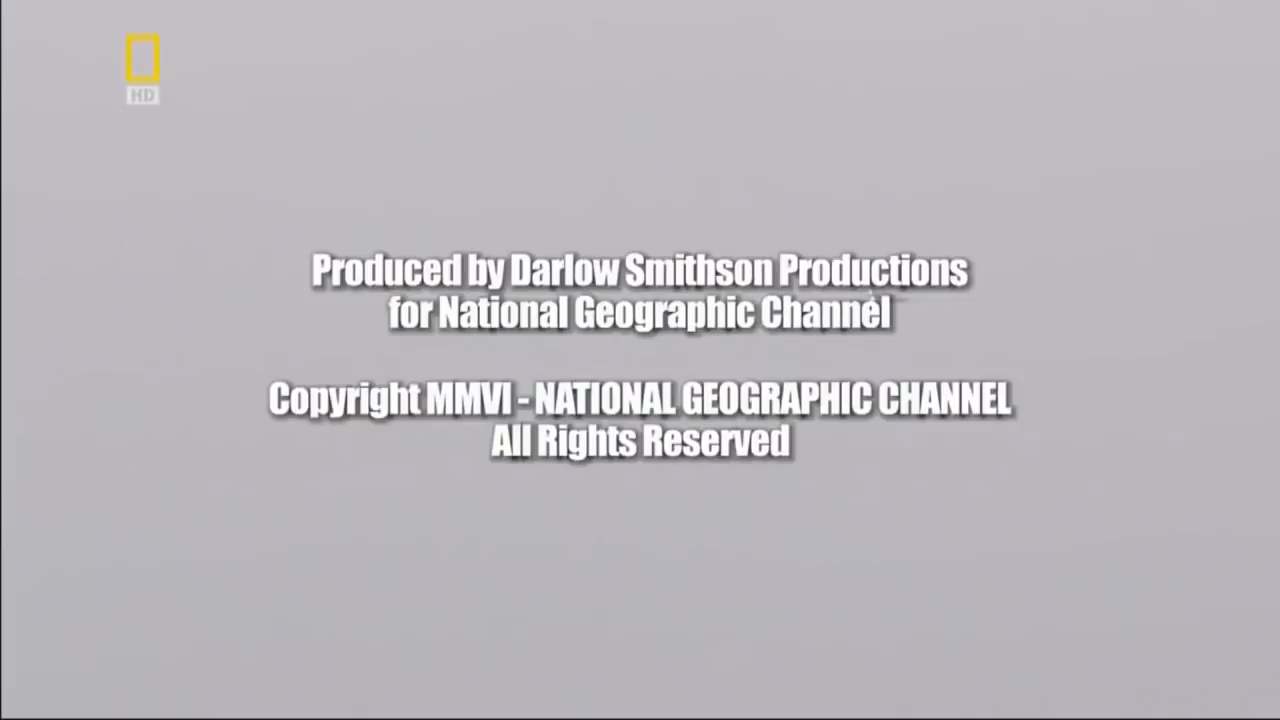 HD
Produced by Darlow Smithson Productions
for National Geographic Channel
Copyright MMVI - NATIONAL GEOGRAPHIC CHANNEL
All Rights Reserved